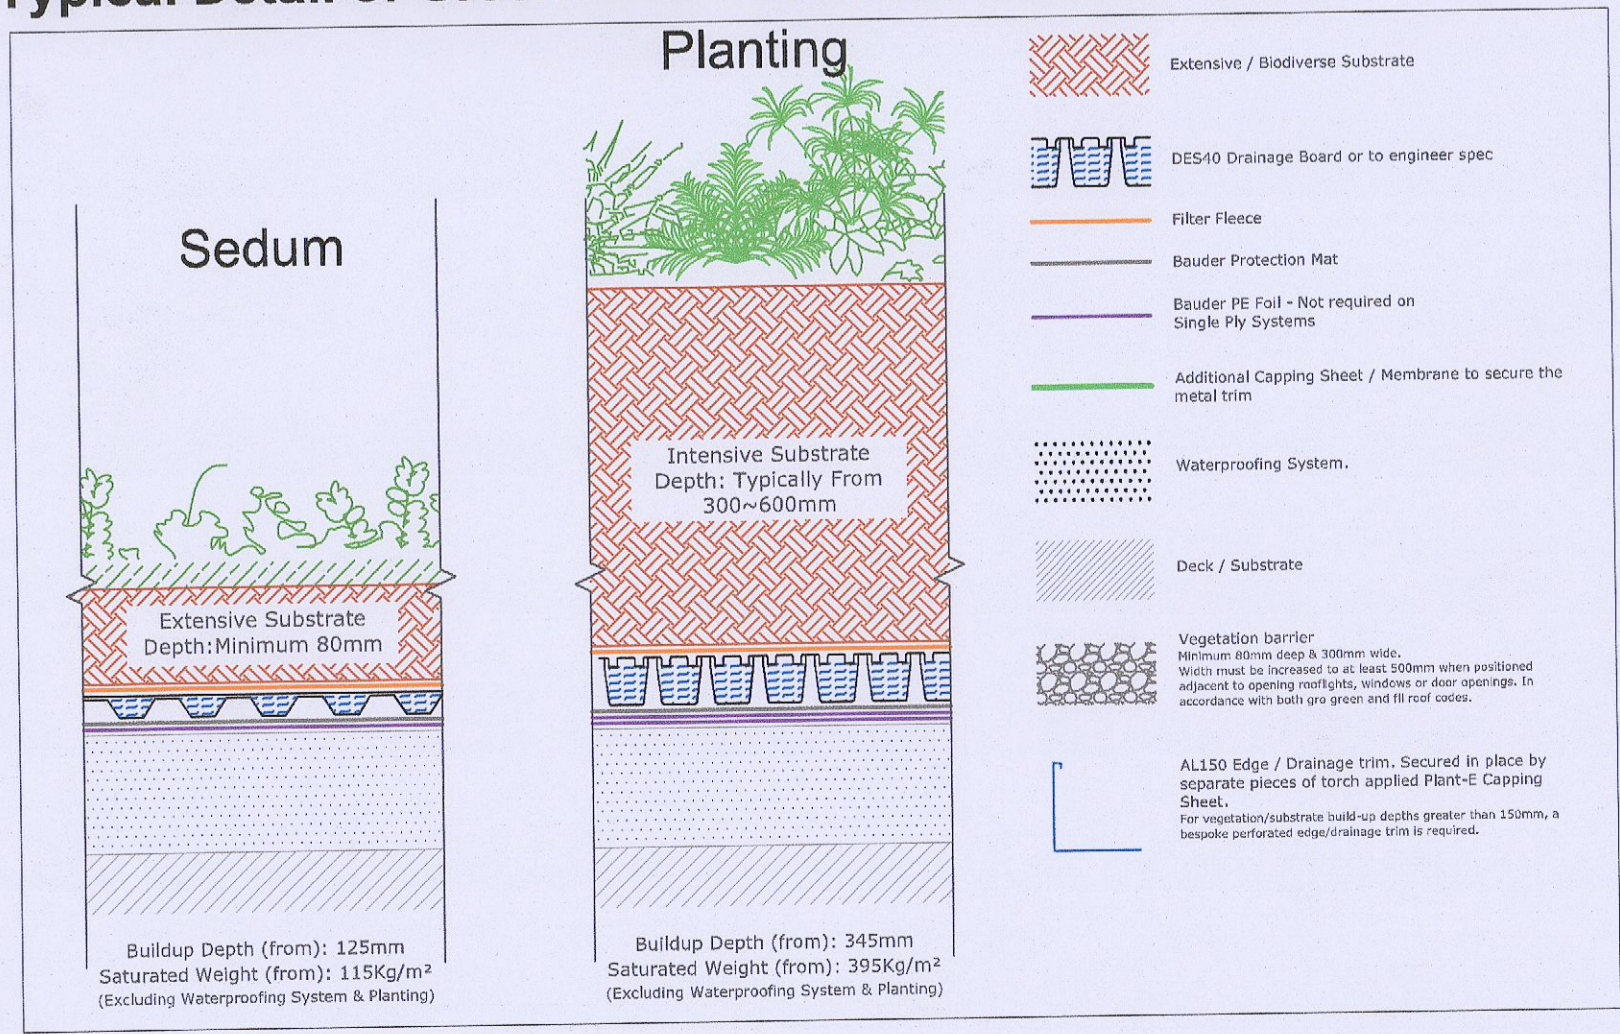 Typical Detail of
Planting
Sedum
Extensive Substrate
Depth:Minimum 80mm
Buildup Depth (from): 125mm
Saturated Weight (from): 115Kg/m²
(Excluding Waterproofing System & Planting)
Intensive Substrate
Depth: Typically From
300~600mm
Buildup Depth (from): 345mm
Saturated Weight (from): 395Kg/m²
(Excluding Waterproofing System & Planting)
Extensive / Biodiverse Substrate
DES40 Drainage Board or to engineer spec
Filter Fleece
Bauder Protection Mat
Bauder PE Foil - Not required on
Single Ply Systems
Additional Capping Sheet / Membrane to secure the
metal trim
Waterproofing System.
Deck / Substrate
Vegetation barrier
Minimum 80mm deep & 300mm wide.
Width must be increased to at least 500mm when positioned
adjacent to opening rooflights, windows or door openings. In
accordance with both gro green and fll roof codes.
AL150 Edge / Drainage trim. Secured in place by
separate pieces of torch applied Plant-E Capping
Sheet.
For vegetation/substrate build-up depths greater than 150mm, a
bespoke perforated edge/drainage trim is required.